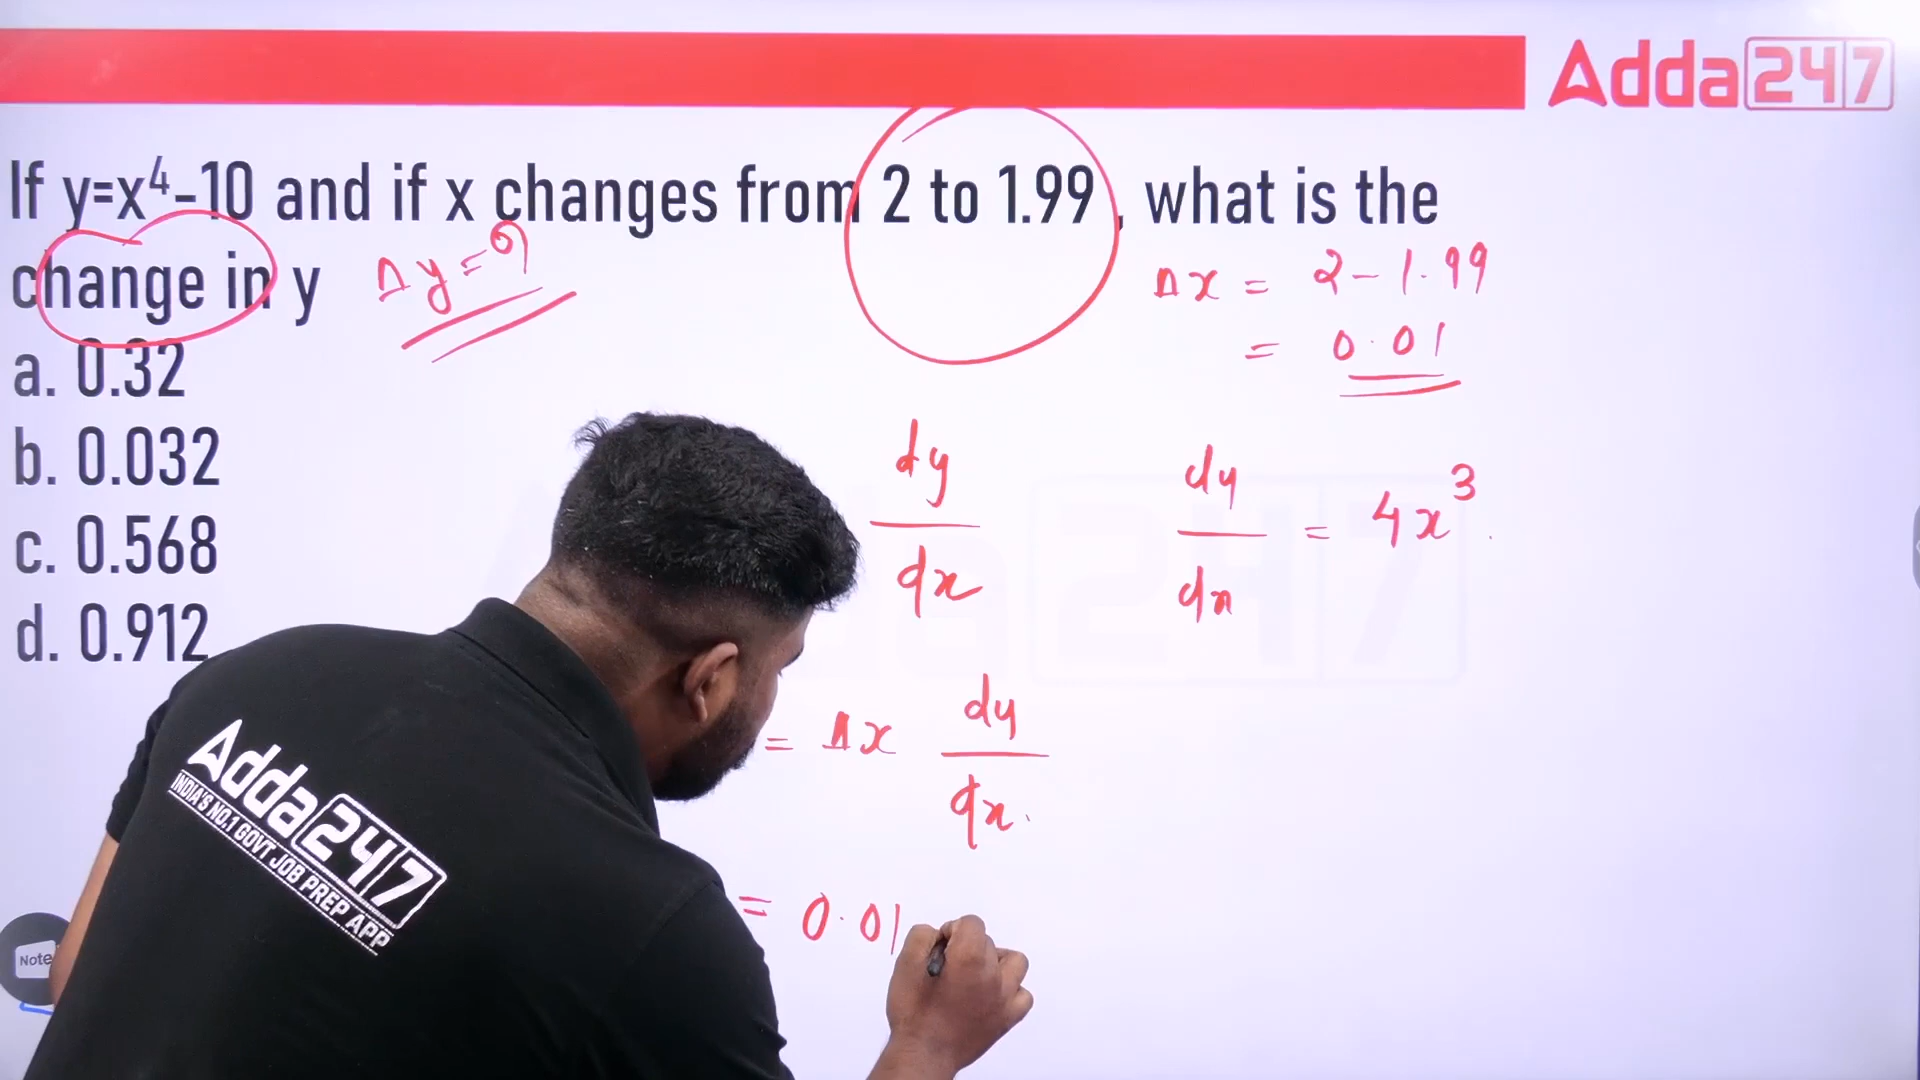 Adda247
If y=x⁴-10 and if x changes from 2 to 1.99, what is the
change in y
Δy = ?
Δx = 2 - 1.99
= 0.01
a. 0.32
b. 0.032
c. 0.568
d. 0.912
dy/dx
dy/dx = 4x³
= Δx dy/dx
= 0.01
Adda247
INDIA'S NO.1 GOVT JOB PREP APP
Note